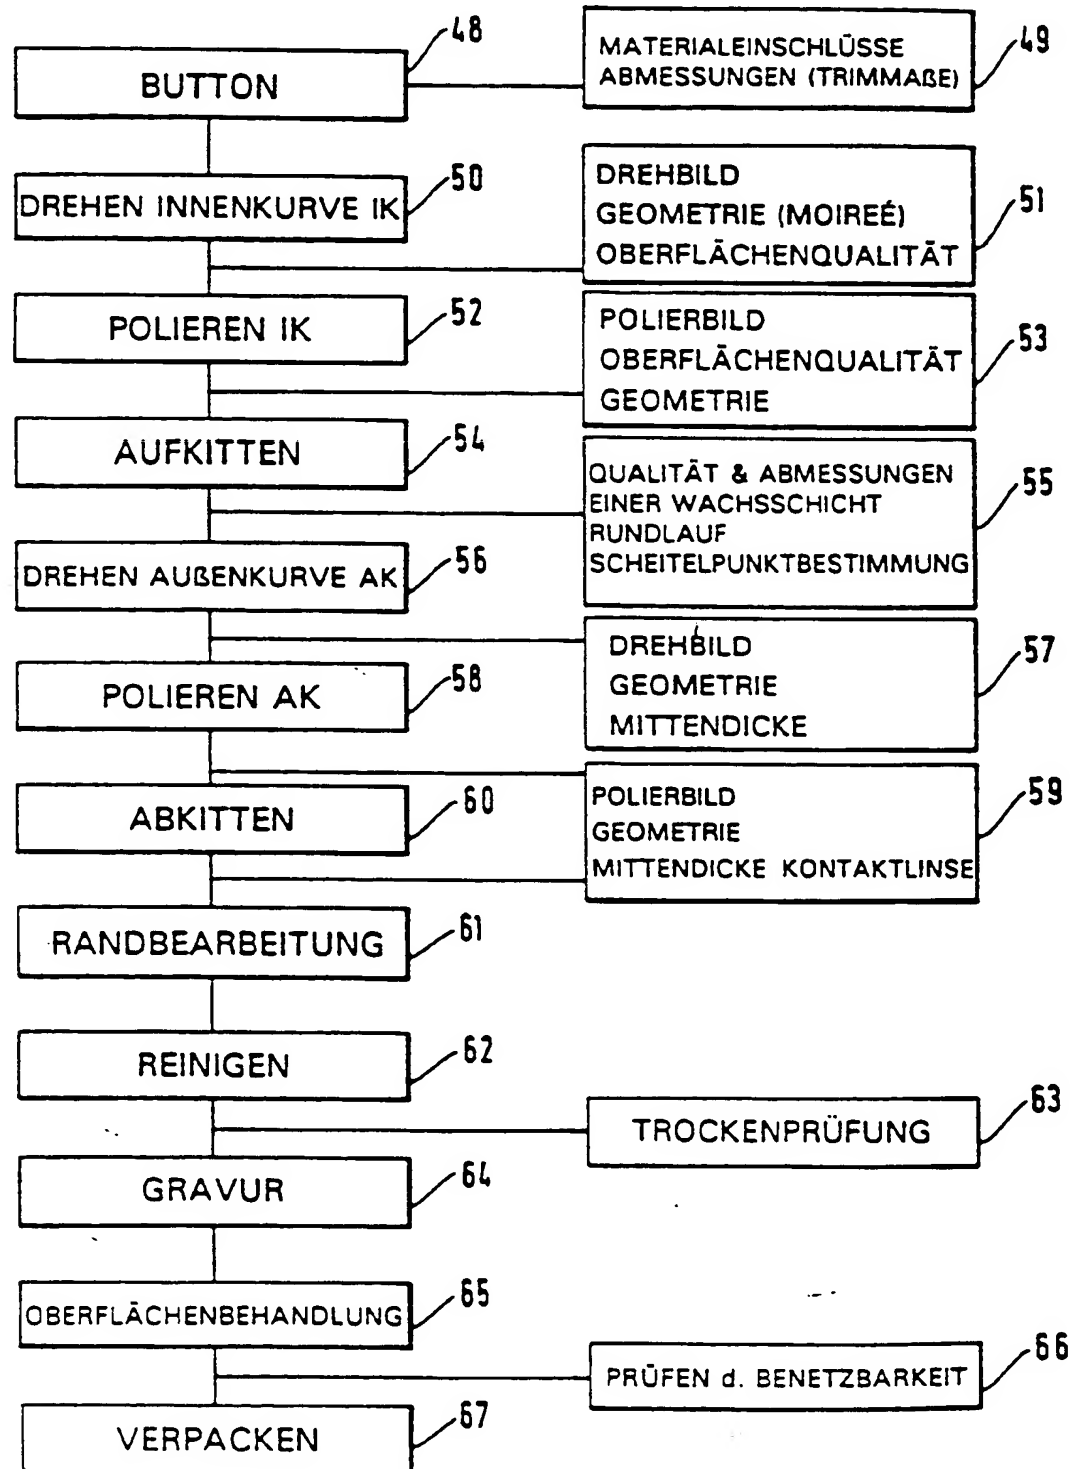 BUTTON
48
MATERIALEINSCHLÜSSE
ABMESSUNGEN (TRIMMAßE)
49
DREHEN INNENKURVE IK
50
DREHBILD
GEOMETRIE (MOIREÉ)
OBERFLÄCHENQUALITÄT
51
POLIEREN IK
52
POLIERBILD
OBERFLÄCHENQUALITÄT
GEOMETRIE
53
AUFKITTEN
54
QUALITÄT & ABMESSUNGEN
EINER WACHSSCHICHT
RUNDLAUF
SCHEITELPUNKTBESTIMMUNG
55
DREHEN AUßENKURVE AK
56
DREHBILD
GEOMETRIE
MITTENDICKE
57
POLIEREN AK
58
POLIERBILD
GEOMETRIE
MITTENDICKE KONTAKTLINSE
59
ABKITTEN
60
RANDBEARBEITUNG
61
REINIGEN
62
TROCKENPRÜFUNG
63
GRAVUR
64
OBERFLÄCHENBEHANDLUNG
65
PRÜFEN d. BENETZBARKEIT
66
VERPACKEN
67